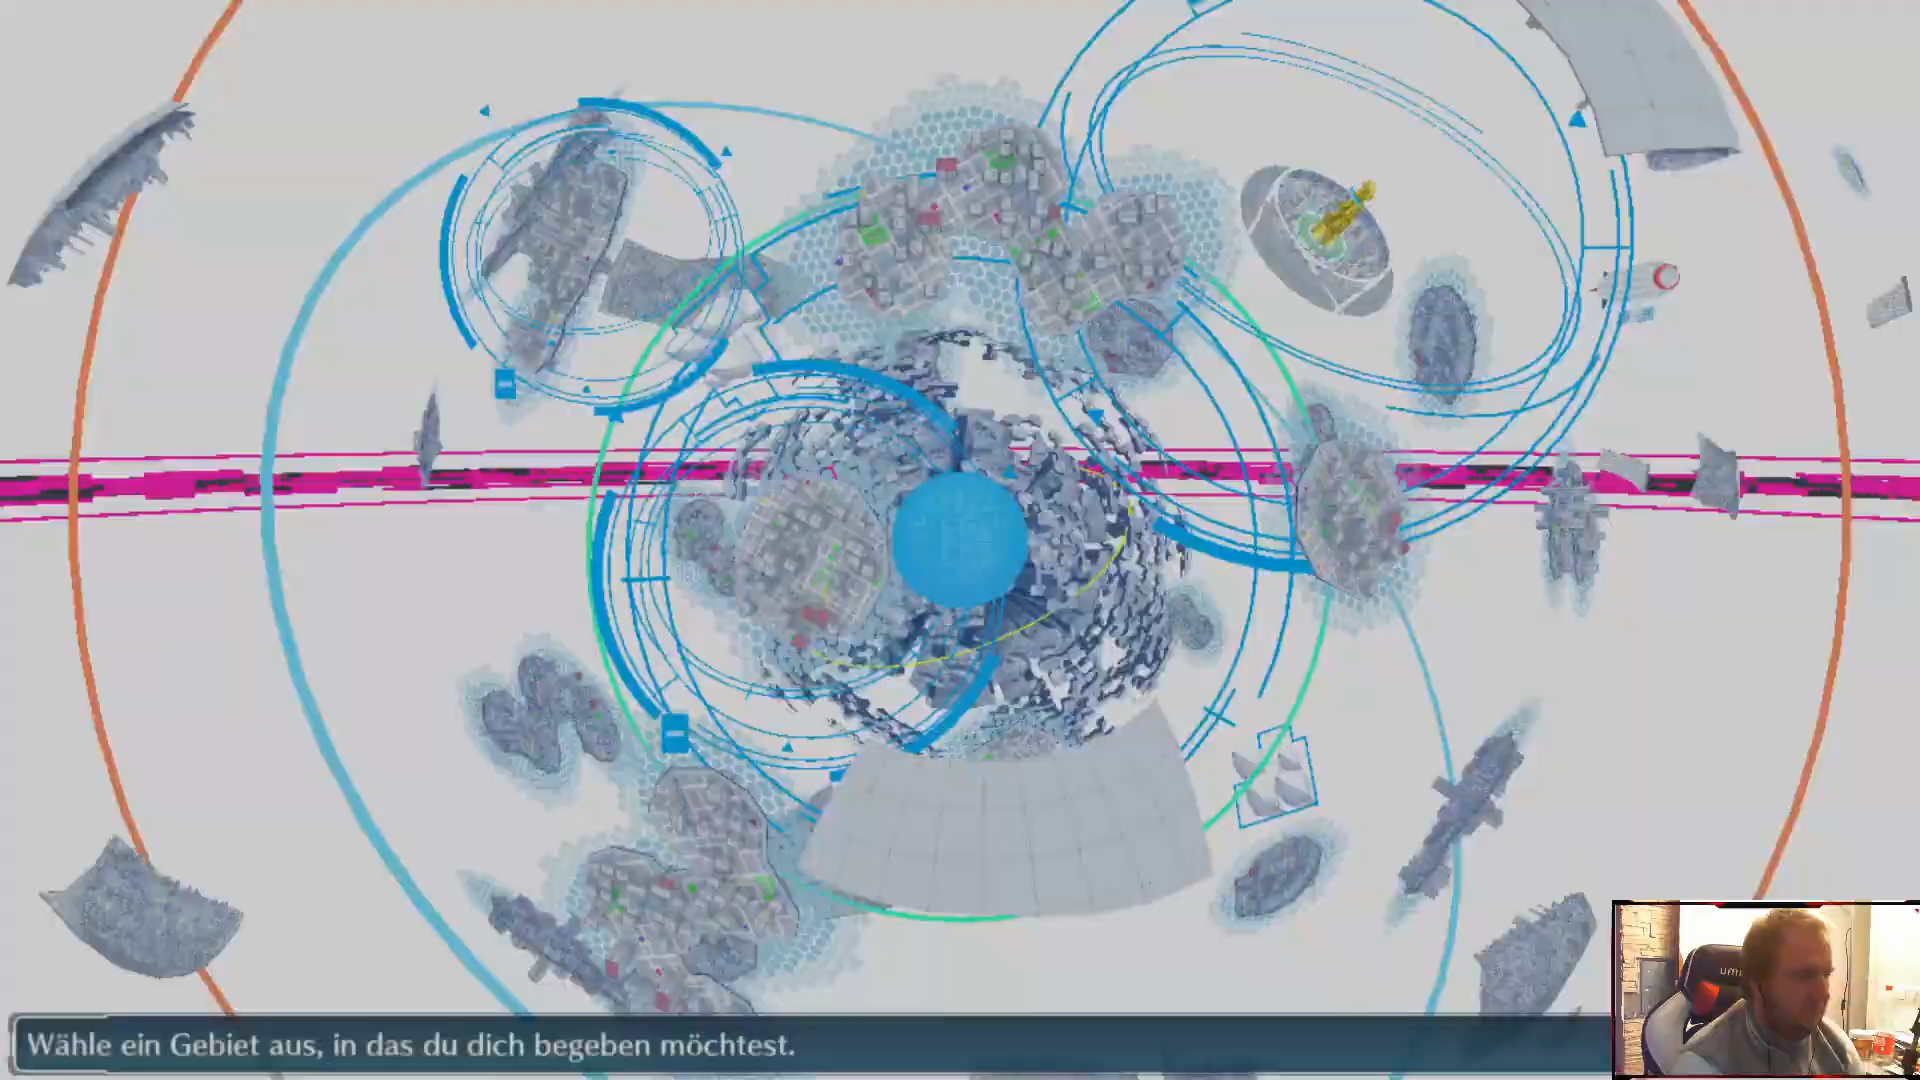 Wähle ein Gebiet aus, in das du dich begeben möchtest.